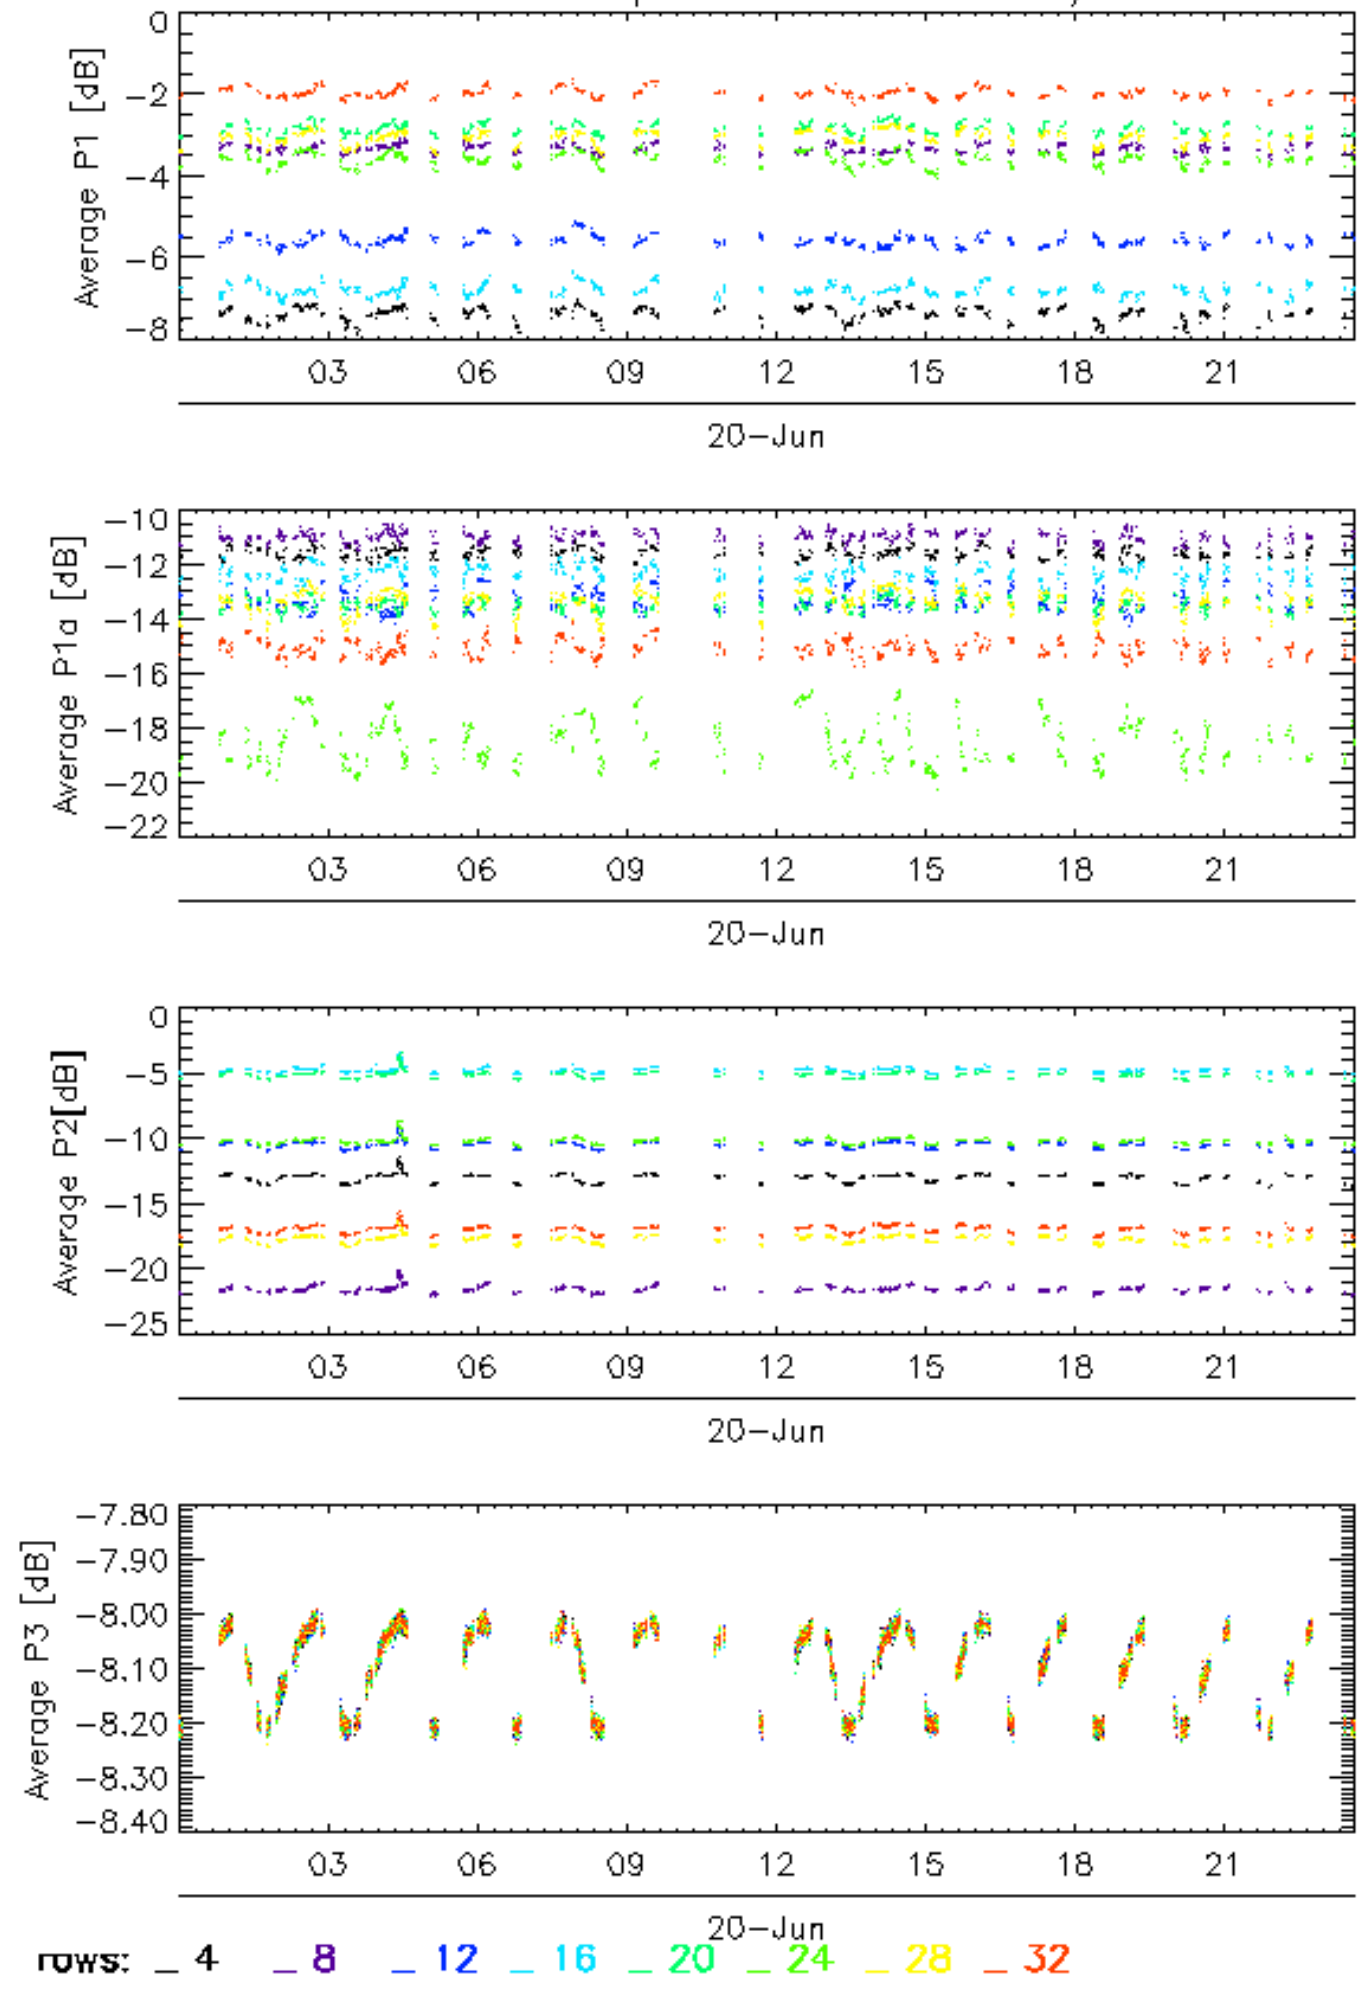 0
-2
-4
-6
-8
Average P1 [dB]
03 06 09 12 15 18 21
20-Jun
-10
-12
-14
-16
-18
-20
-22
Average P1a [dB]
03 06 09 12 15 18 21
20-Jun
0
-5
-10
-15
-20
-25
Average P2[dB]
03 06 09 12 15 18 21
20-Jun
-7.80
-7.90
-8.00
-8.10
-8.20
-8.30
-8.40
Average P3 [dB]
03 06 09 12 15 18 21
20-Jun
rows: _ 4 _ 8 _ 12 _ 16 _ 20 _ 24 _ 28 _ 32